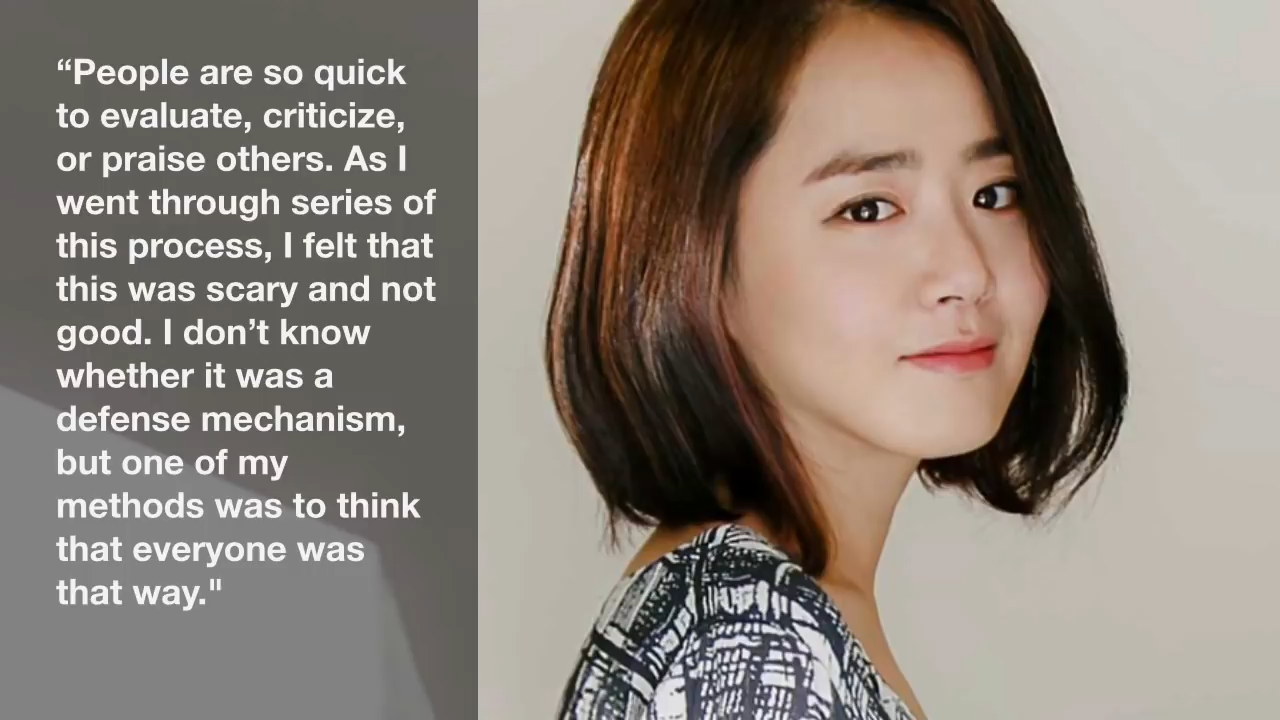 “People are so quick
to evaluate, criticize,
or praise others. As I
went through series of
this process, I felt that
this was scary and not
good. I don’t know
whether it was a
defense mechanism,
but one of my
methods was to think
that everyone was
that way."